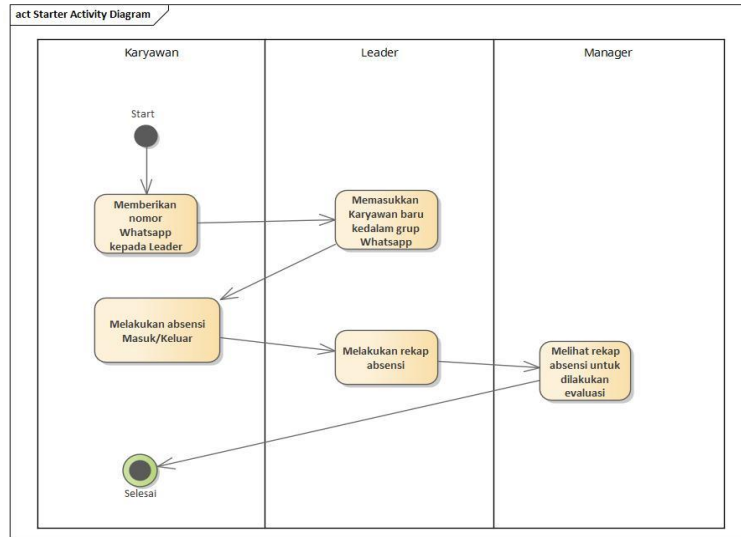 act Starter Activity Diagram
Karyawan
Leader
Manager
Start
Memberikan
nomor
Whatsapp
kepada Leader
Memasukkan
Karyawan baru
kedalam grup
Whatsapp
Melakukan absensi
Masuk/Keluar
Melakukan rekap
absensi
Melihat rekap
absensi untuk
dilakukan
evaluasi
Selesai